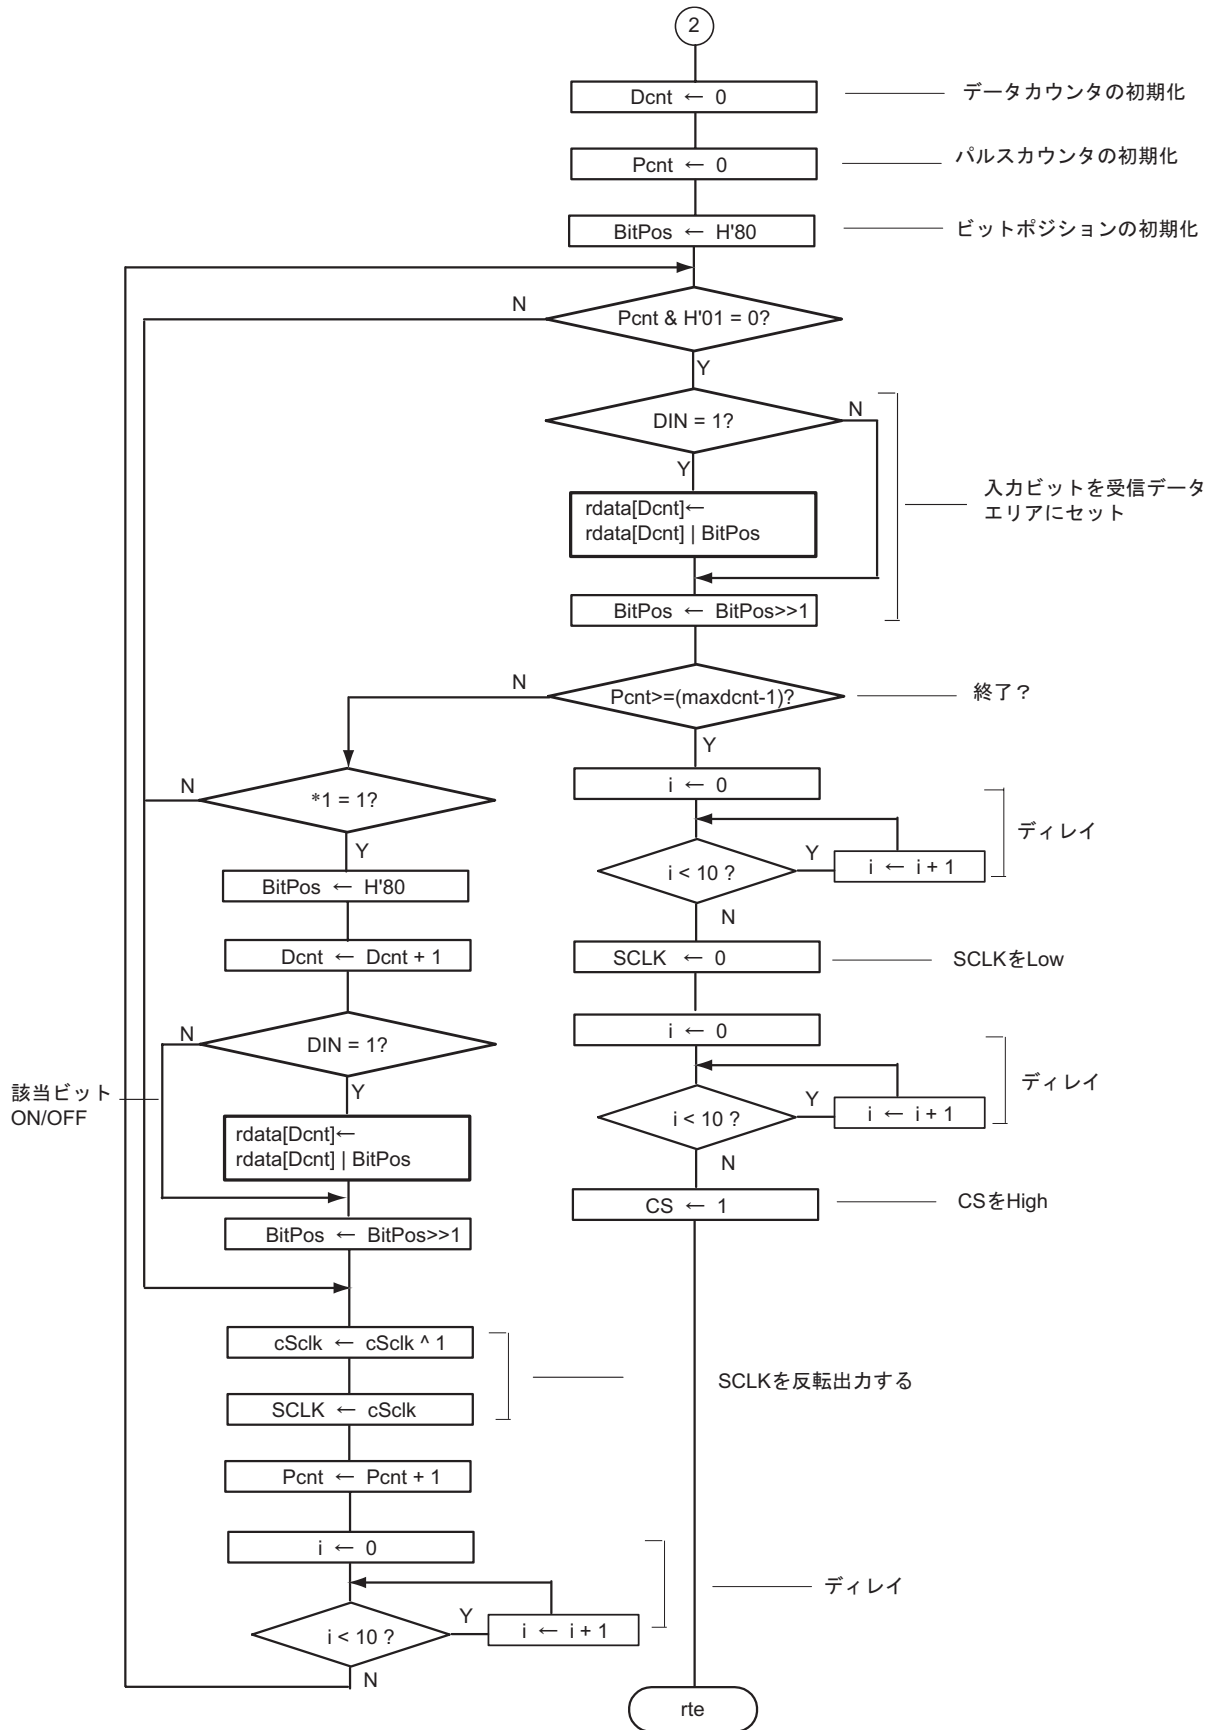 2
Dcnt ← 0
データカウンタの初期化
Pcnt ← 0
パルスカウンタの初期化
BitPos ← H'80
ビットポジションの初期化
N
Pcnt & H'01 = 0?
Y
DIN = 1?
N
Y
rdata[Dcnt]←
rdata[Dcnt] | BitPos
入力ビットを受信データ
エリアにセット
BitPos ← BitPos>>1
N
Pcnt>=(maxdcnt-1)?
終了？
Y
N
*1 = 1?
Y
i ← 0
ディレイ
i < 10 ?
Y
i ← i + 1
N
BitPos ← H'80
Dcnt ← Dcnt + 1
SCLK ← 0
SCLKをLow
N
DIN = 1?
Y
i ← 0
ディレイ
i < 10 ?
Y
i ← i + 1
N
該当ビット
ON/OFF
rdata[Dcnt]←
rdata[Dcnt] | BitPos
CS ← 1
CSをHigh
BitPos ← BitPos>>1
cSclk ← cSclk ^ 1
SCLKを反転出力する
SCLK ← cSclk
Pcnt ← Pcnt + 1
i ← 0
ディレイ
i < 10 ?
Y
i ← i + 1
N
rte